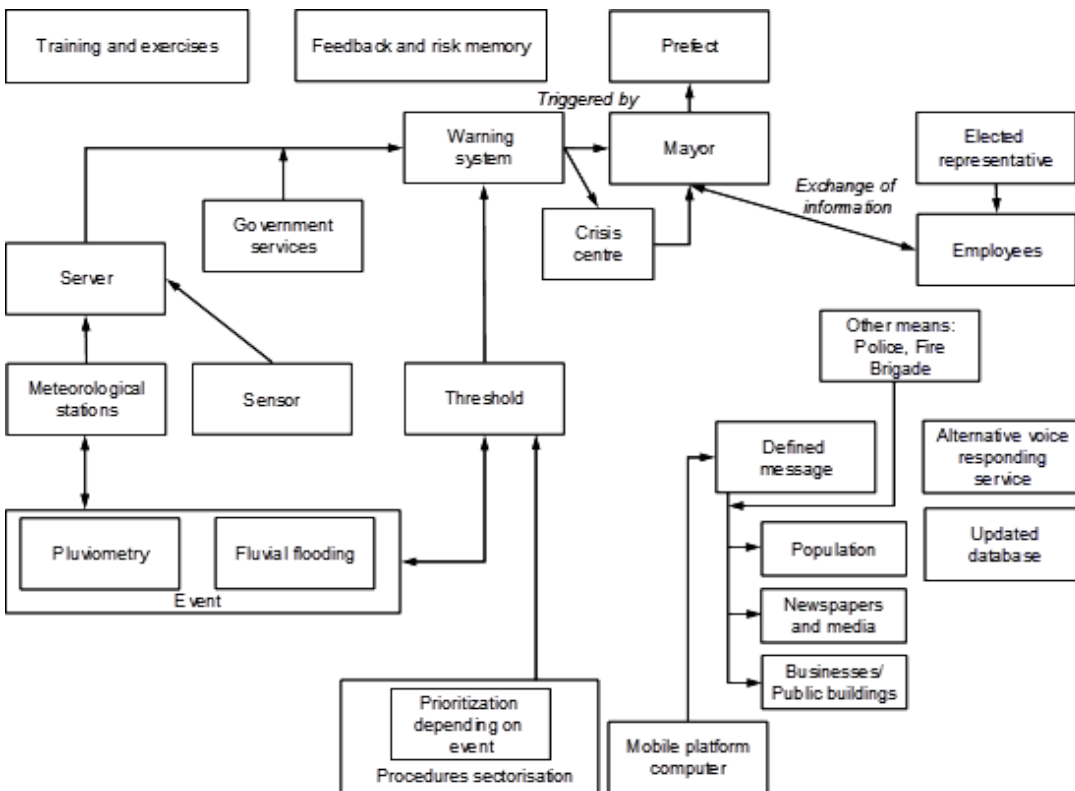 Training and exercises
Feedback and risk memory
Prefect
Triggered by
Warning
system
Mayor
Elected
representative
Exchange of
information
Government
services
Crisis
centre
Employees
Server
Other means:
Police, Fire
Brigade
Meteorological
stations
Sensor
Threshold
Defined
message
Alternative voice
responding
service
Pluviometry
Fluvial flooding
Event
Population
Updated
database
Newspapers
and media
Businesses/
Public buildings
Prioritization
depending on
event
Procedures sectorisation
Mobile platform
computer